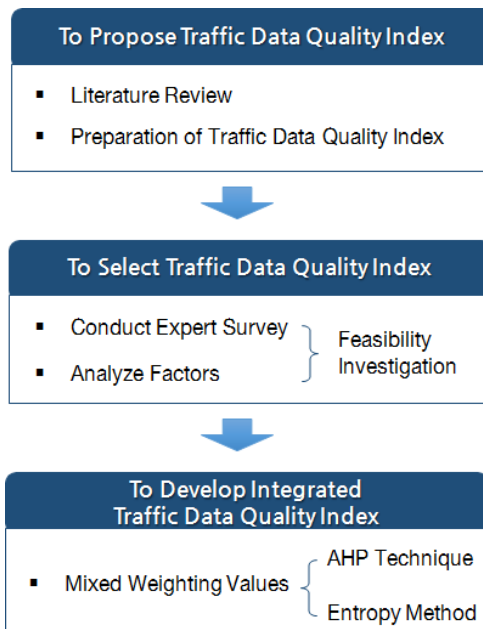 To Propose Traffic Data Quality Index
▪ Literature Review
▪ Preparation of Traffic Data Quality Index
To Select Traffic Data Quality Index
▪ Conduct Expert Survey
▪ Analyze Factors
Feasibility
Investigation
To Develop Integrated
Traffic Data Quality Index
▪ Mixed Weighting Values
AHP Technique
Entropy Method